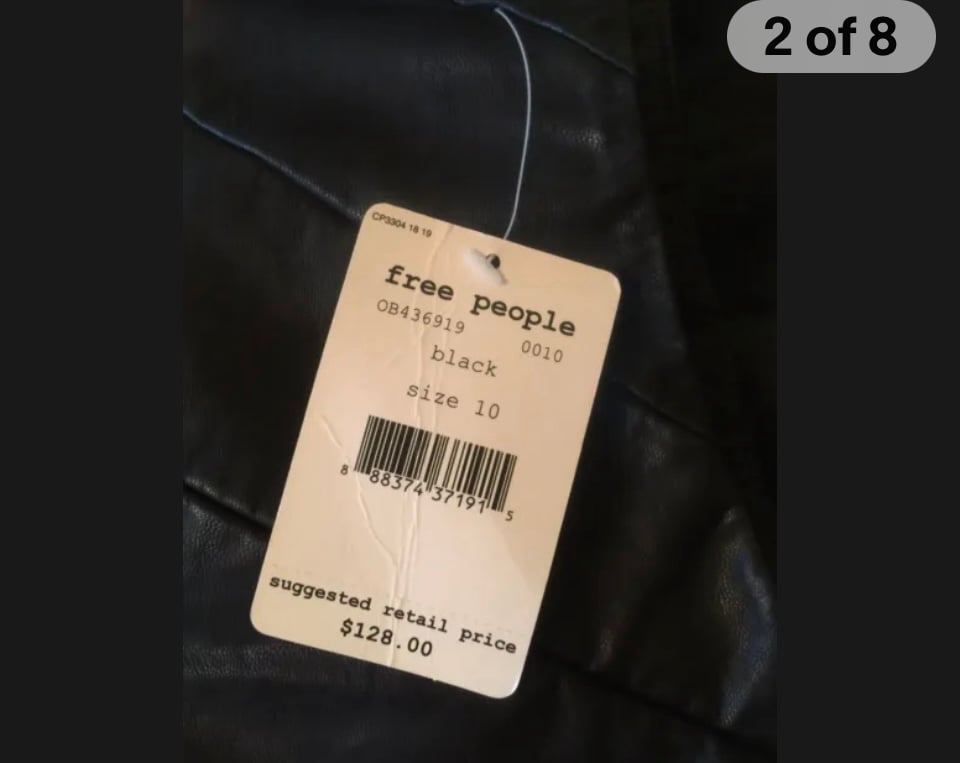 2 of 8
CP3304 18 19
free people
OB436919
0010
black
size 10
8 88374 37191 5
suggested retail price
$128.00